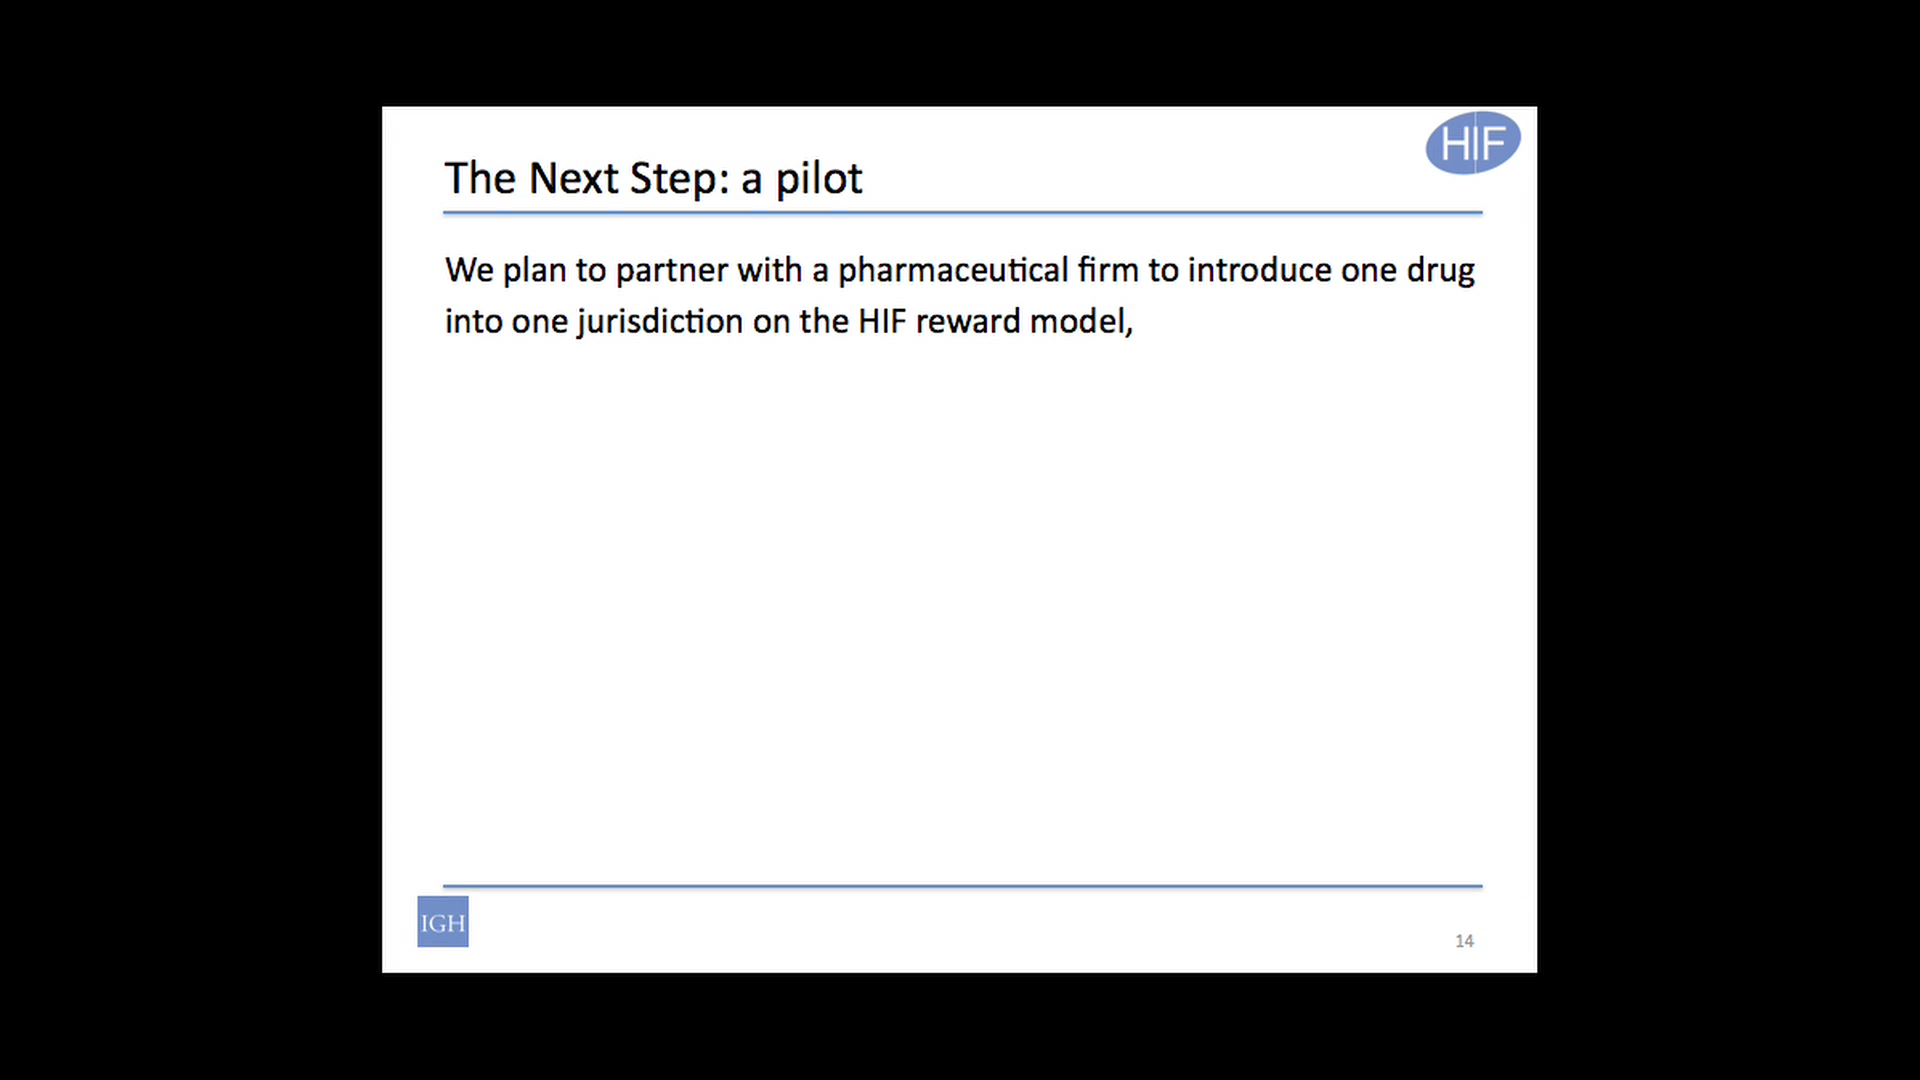 HIF
The Next Step: a pilot
We plan to partner with a pharmaceutical firm to introduce one drug
into one jurisdiction on the HIF reward model,
IGH
14